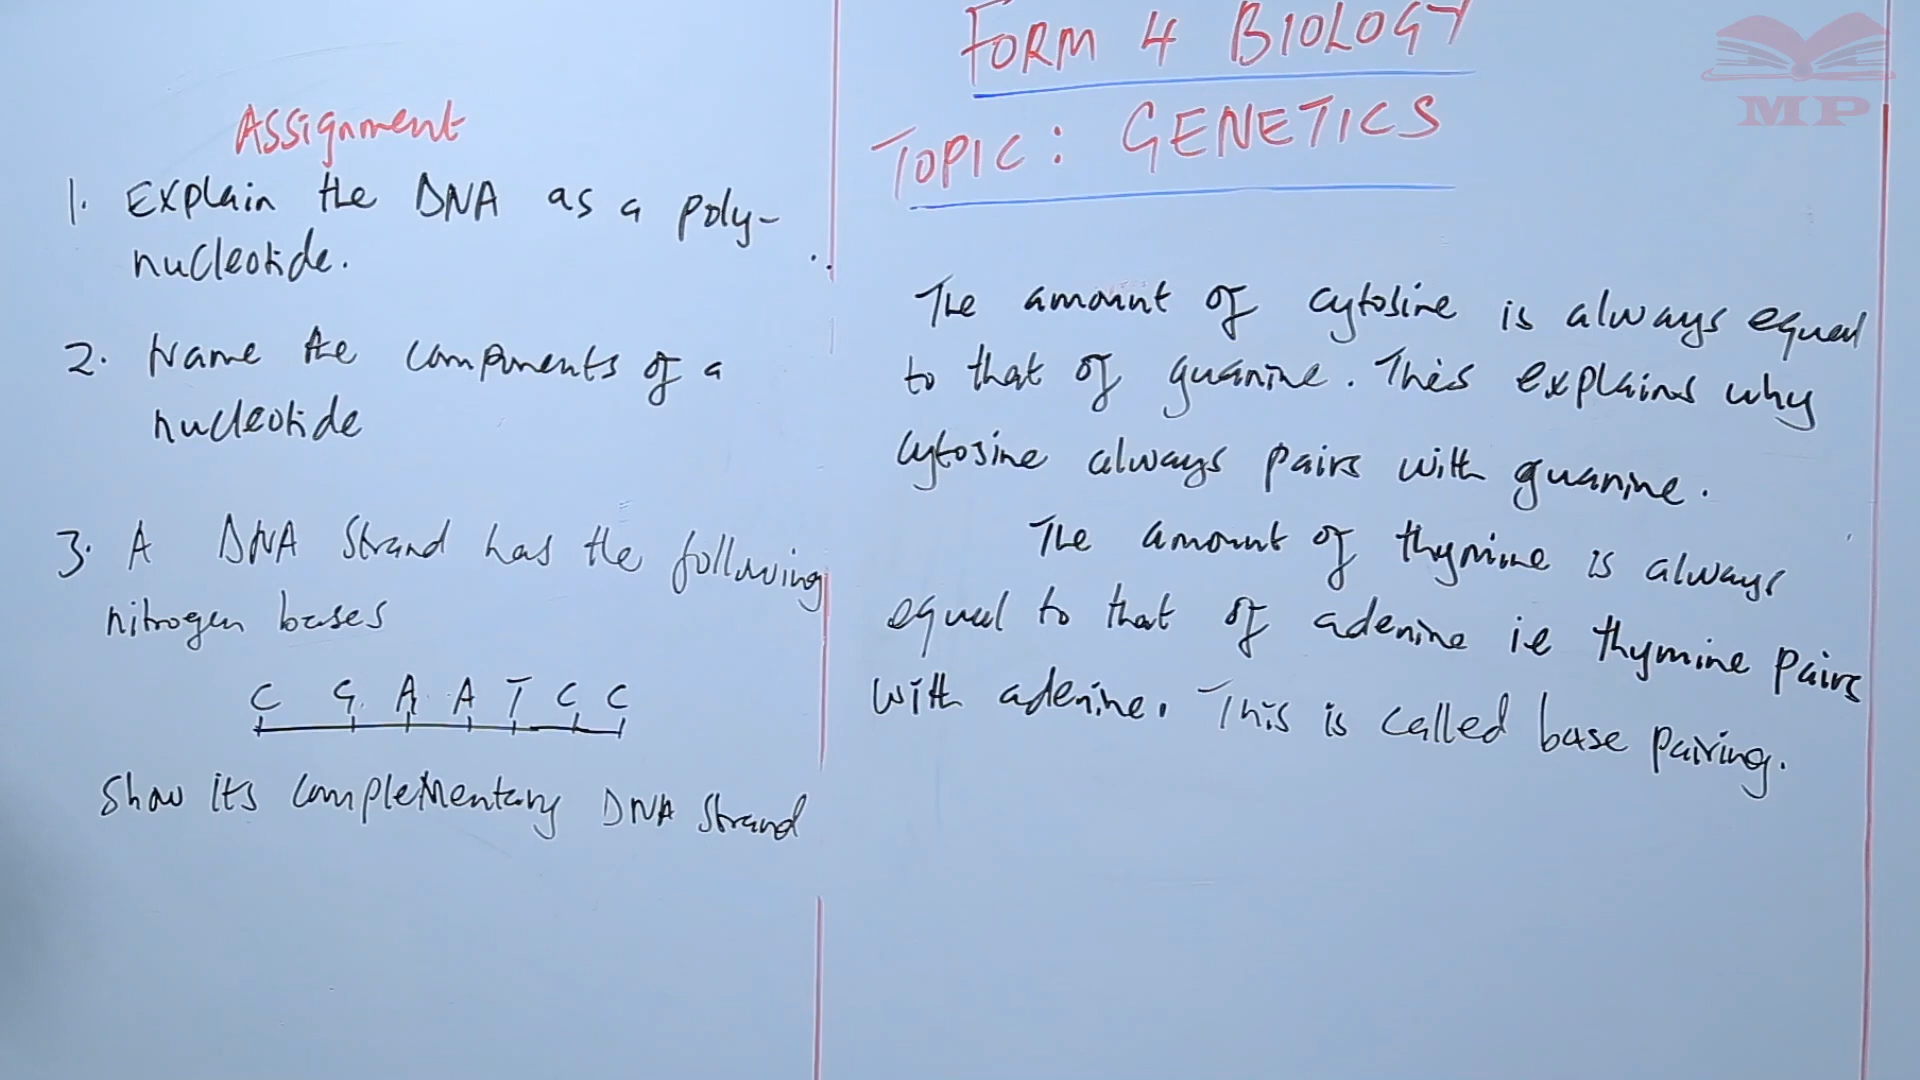 Assignment
1. Explain the DNA as a poly-
nucleotide.
2. Name the components of a
nucleotide
3. A DNA Strand has the following
nitrogen bases
C G A A T C C
Show its complementary DNA Strand
FORM 4 BIOLOGY
TOPIC: GENETICS
The amount of cytosine is always equal
to that of guanine. This explains why
cytosine always pairs with guanine.
The amount of thymine is always
equal to that of adenine ie thymine pairs
with adenine. This is called base pairing.
MP